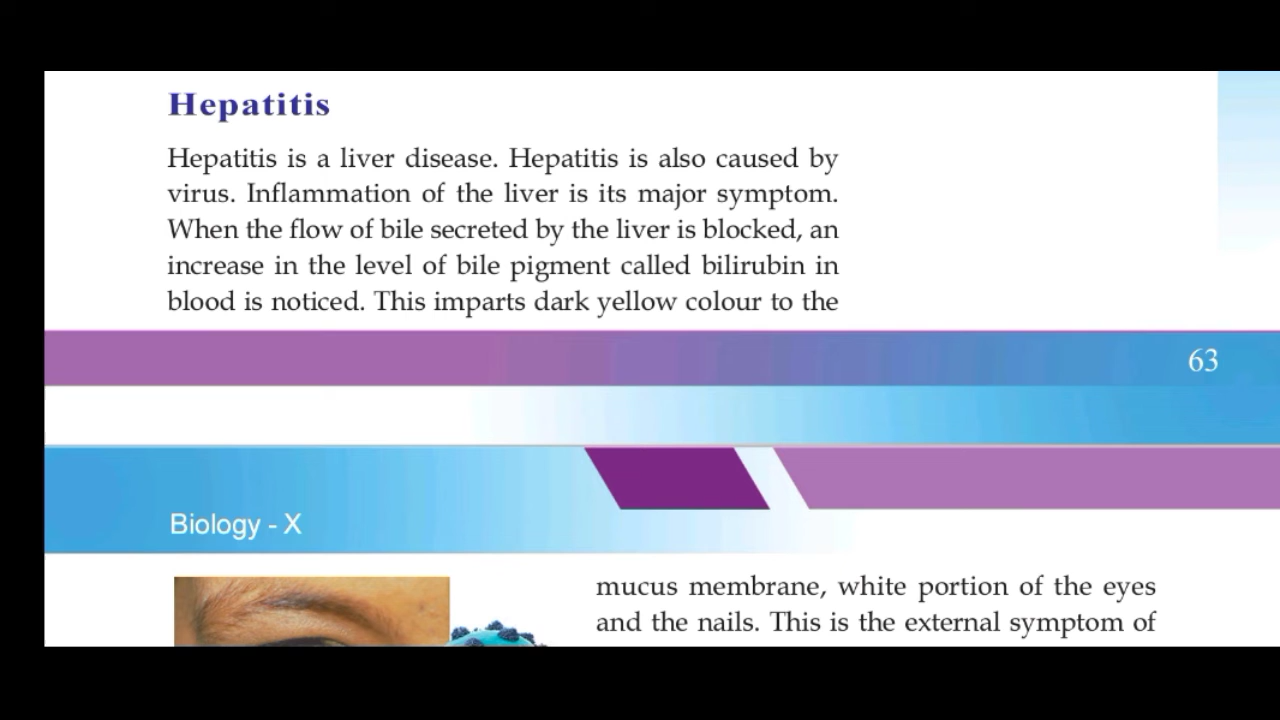 Hepatitis
Hepatitis is a liver disease. Hepatitis is also caused by
virus. Inflammation of the liver is its major symptom.
When the flow of bile secreted by the liver is blocked, an
increase in the level of bile pigment called bilirubin in
blood is noticed. This imparts dark yellow colour to the
63
Biology - X
mucus membrane, white portion of the eyes
and the nails. This is the external symptom of